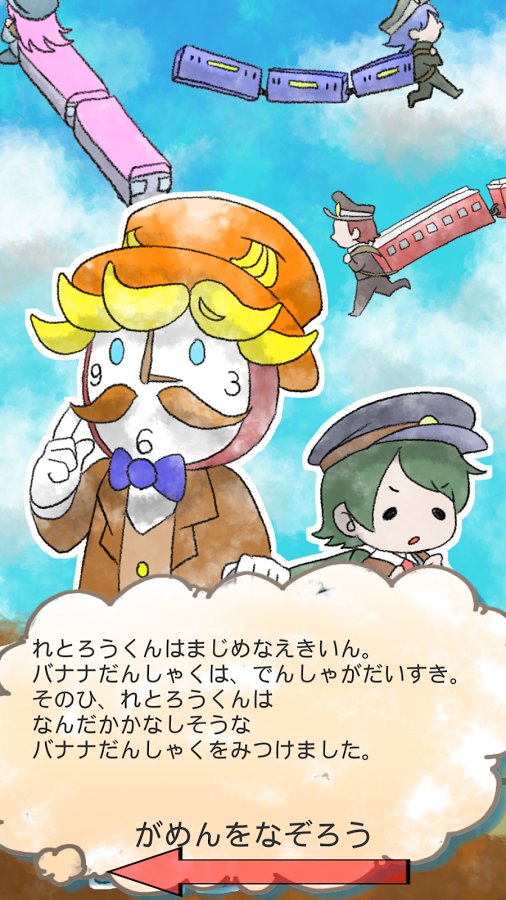 9
3
6
れとろうくんはまじめなえきいん。
バナナだんしゃくは、でんしゃがだいすき。
そのひ、れとろうくんは
なんだかかなしそうな
バナナだんしゃくをみつけました。
がめんをなぞろう